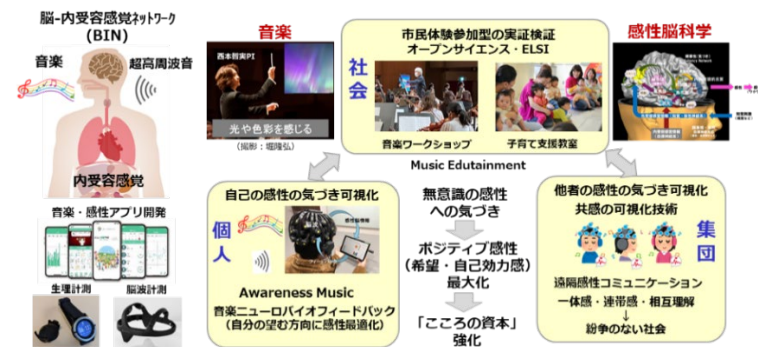 脳-内受容感覚ネットワーク
(BIN)
音楽
超高周波音
内受容感覚
音楽・感性アプリ開発
生理計測
脳波計測
音楽
西本智実PI
光や色彩を感じる
(撮影:堀隆弘)
市民体験参加型の実証検証
オープンサイエンス・ELSI
社会
音楽ワークショップ
子育て支援教室
Music Edutainment
感性脳科学
自己の感性の気づき可視化
個人
Awareness Music
音楽ニューロバイオフィードバック
(自分の望む方向に感性最適化)
無意識の感性
への気づき
ポジティブ感性
(希望・自己効力感)
最大化
「こころの資本」
強化
他者の感性の気づき可視化
共感の可視化技術
集団
遠隔感性コミュニケーション
一体感・連帯感・相互理解
↓
紛争のない社会